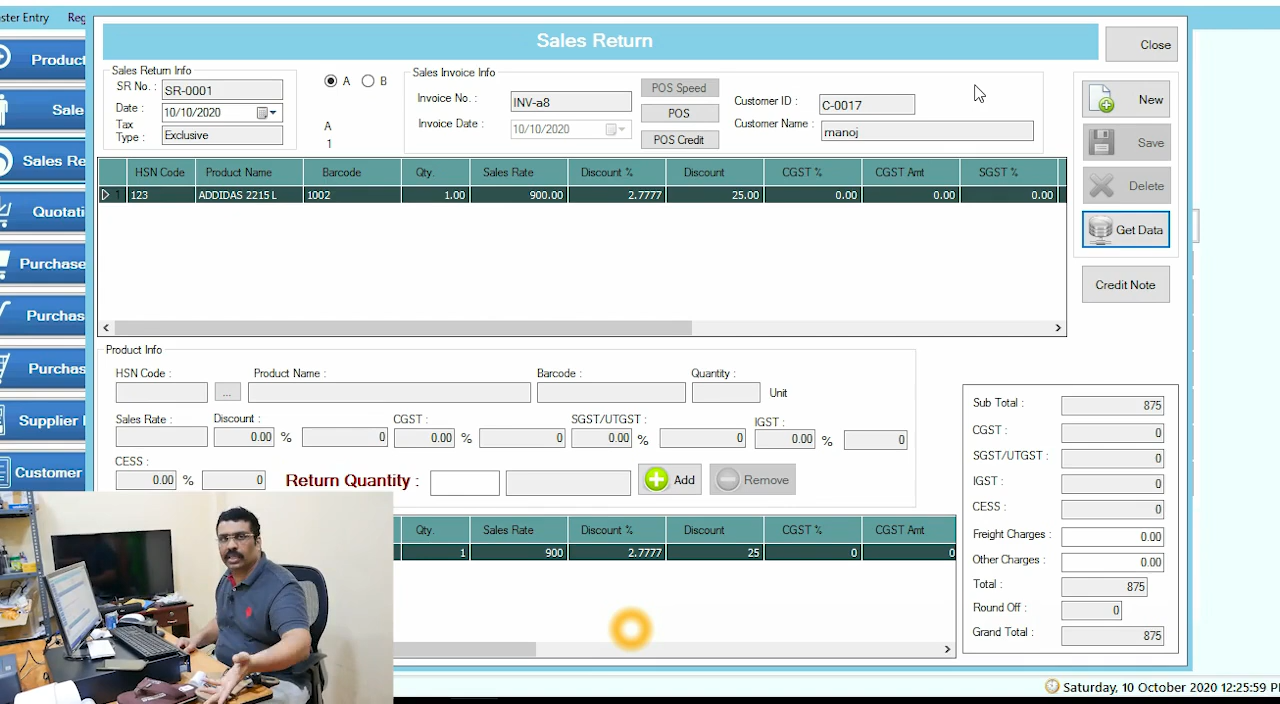 ster Entry Reg
Sales Return
Close
Product
Sale
Sales Re
Quotati
Purchase
Purchas
Purchas
Supplier
Customer
Sales Return Info
SR No. : SR-0001
Date : 10/10/2020
Tax Type : Exclusive
A B
A
1
Sales Invoice Info
Invoice No. : INV-a8
Invoice Date : 10/10/2020
POS Speed
POS
POS Credit
Customer ID : C-0017
Customer Name : manoj
New
Save
Delete
Get Data
Credit Note
HSN Code Product Name Barcode Qty. Sales Rate Discount % Discount CGST % CGST Amt SGST %
1 123 ADDIDAS 2215 L 1002 1.00 900.00 2.7777 25.00 0.00 0.00 0.00
Product Info
HSN Code : Product Name : Barcode : Quantity :
... Unit
Sales Rate : Discount : CGST : SGST/UTGST : IGST :
0.00 % 0 0.00 % 0 0.00 % 0 0.00 % 0
CESS :
0.00 % 0
Return Quantity : Add Remove
Qty. Sales Rate Discount % Discount CGST % CGST Amt
1 900 2.7777 25 0 0
Sub Total : 875
CGST : 0
SGST/UTGST : 0
IGST : 0
CESS : 0
Freight Charges : 0.00
Other Charges : 0.00
Total : 875
Round Off : 0
Grand Total : 875
Saturday, 10 October 2020 12:25:59 P